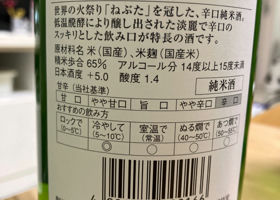 世界の火祭り「ねぶた」を冠した、辛口純米酒。
低温醗酵により醸し出された淡麗で辛口の
スッキリとした飲み口が特長の酒です。
原材料名 米(国産)、米麹(国産米)
精米歩合 65% アルコール分 14度以上15度未満
日本酒度 +5.0 酸度 1.4
純米酒
甘辛(当社基準)
甘口 やや甘口 旨口 やや辛口 辛口
おすすめの飲み方
ロックで(0~5℃) 冷やして(5~10℃) 室温で(常温) ぬる燗(40~50℃) あつ燗(50~55℃)
○ ◎ ○ ○